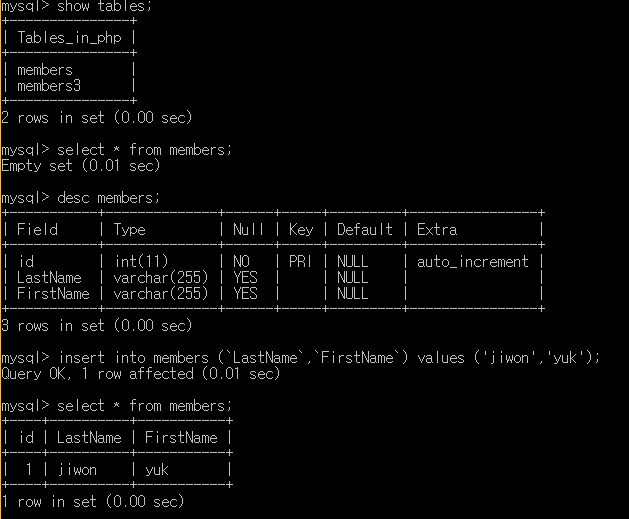 mysql> show tables;
+---------------+
| Tables_in_php |
+---------------+
| members       |
| members3      |
+---------------+
2 rows in set (0.00 sec)
mysql> select * from members;
Empty set (0.01 sec)
mysql> desc members;
+-----------+--------------+------+-----+---------+----------------+
| Field     | Type         | Null | Key | Default | Extra          |
+-----------+--------------+------+-----+---------+----------------+
| id        | int(11)      | NO   | PRI | NULL    | auto_increment |
| LastName  | varchar(255) | YES  |     | NULL    |                |
| FirstName | varchar(255) | YES  |     | NULL    |                |
+-----------+--------------+------+-----+---------+----------------+
3 rows in set (0.00 sec)
mysql> insert into members (`LastName`,`FirstName`) values ('jiwon','yuk');
Query OK, 1 row affected (0.01 sec)
mysql> select * from members;
+----+----------+-----------+
| id | LastName | FirstName |
+----+----------+-----------+
|  1 | jiwon    | yuk       |
+----+----------+-----------+
1 row in set (0.00 sec)